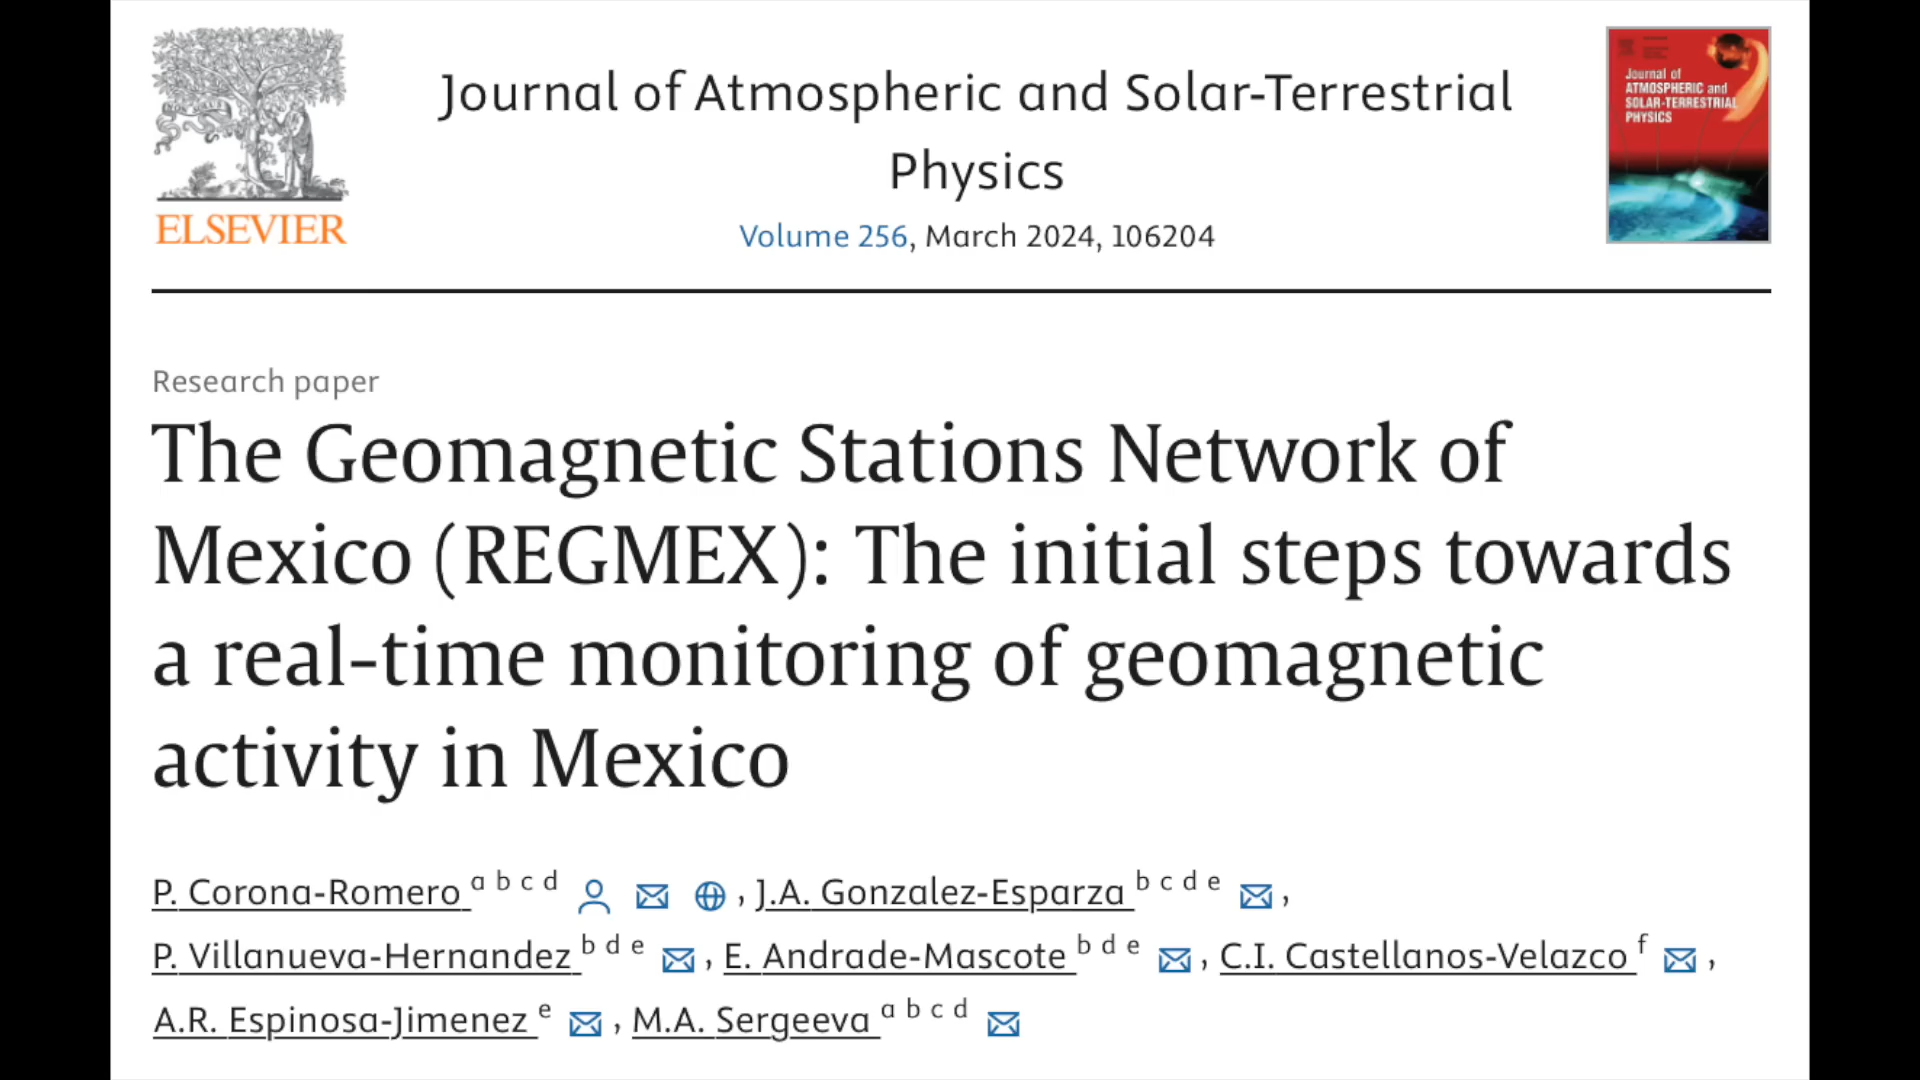 Journal of Atmospheric and Solar-Terrestrial
Physics
Volume 256, March 2024, 106204
ELSEVIER
Journal of
ATMOSPHERIC and
SOLAR-TERRESTRIAL
PHYSICS
Research paper
The Geomagnetic Stations Network of
Mexico (REGMEX): The initial steps towards
a real-time monitoring of geomagnetic
activity in Mexico
P. Corona-Romero a b c d , J.A. Gonzalez-Esparza b c d e ,
P. Villanueva-Hernandez b d e , E. Andrade-Mascote b d e , C.I. Castellanos-Velazco f ,
A.R. Espinosa-Jimenez e , M.A. Sergeeva a b c d